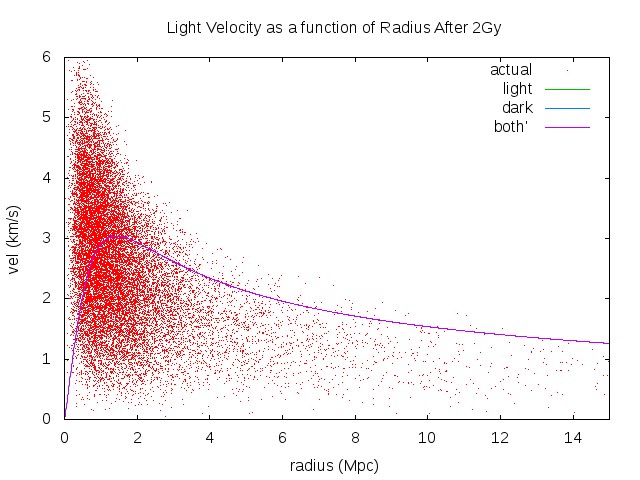 Light Velocity as a function of Radius After 2Gy
actual
light
dark
both'
vel (km/s)
6
5
4
3
2
1
0
0 2 4 6 8 10 12 14
radius (Mpc)